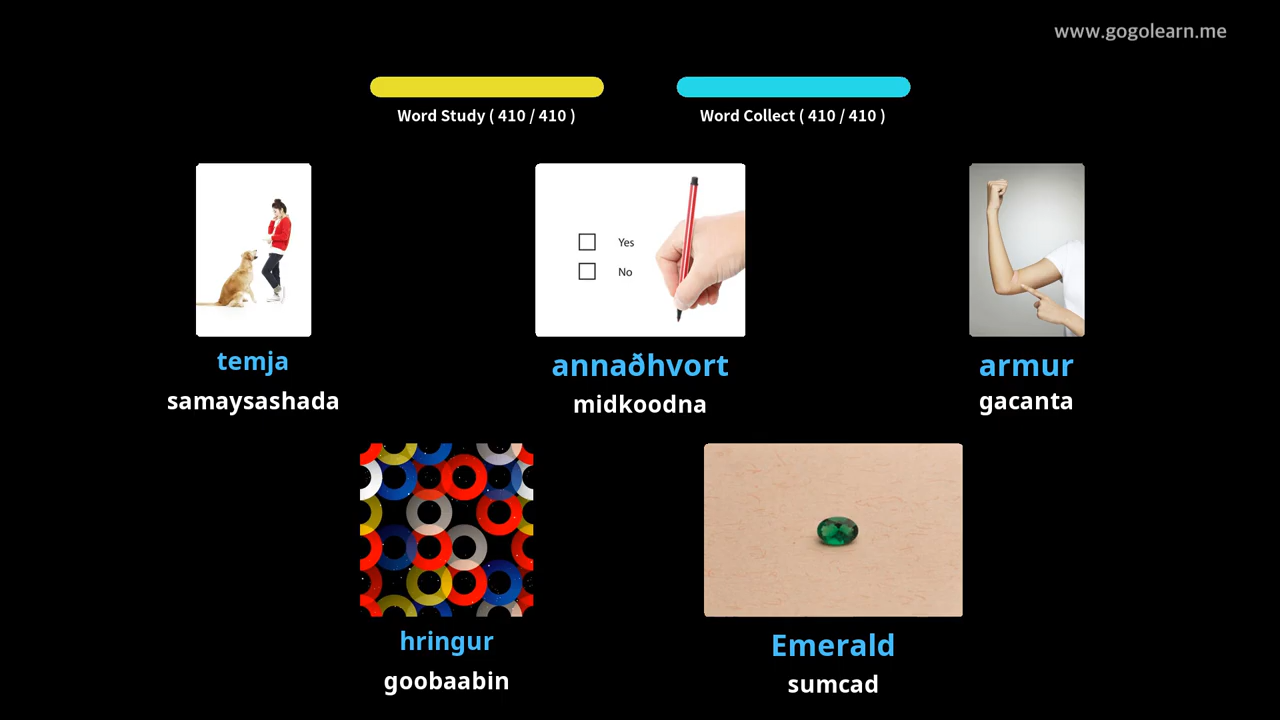 www.gogolearn.me
Word Study ( 410 / 410 )
Word Collect ( 410 / 410 )
Yes
No
temja
samaysashada
annaðhvort
midkoodna
armur
gacanta
hringur
goobaabin
Emerald
sumcad